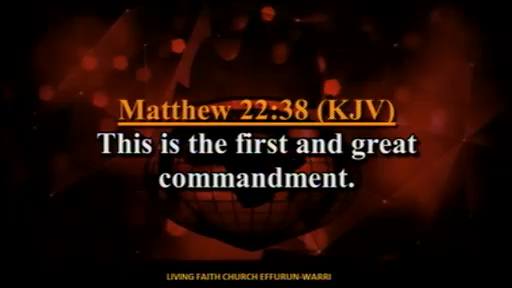 Matthew 22:38 (KJV)
This is the first and great
commandment.
LIVING FAITH CHURCH EFFURUN-WARRI